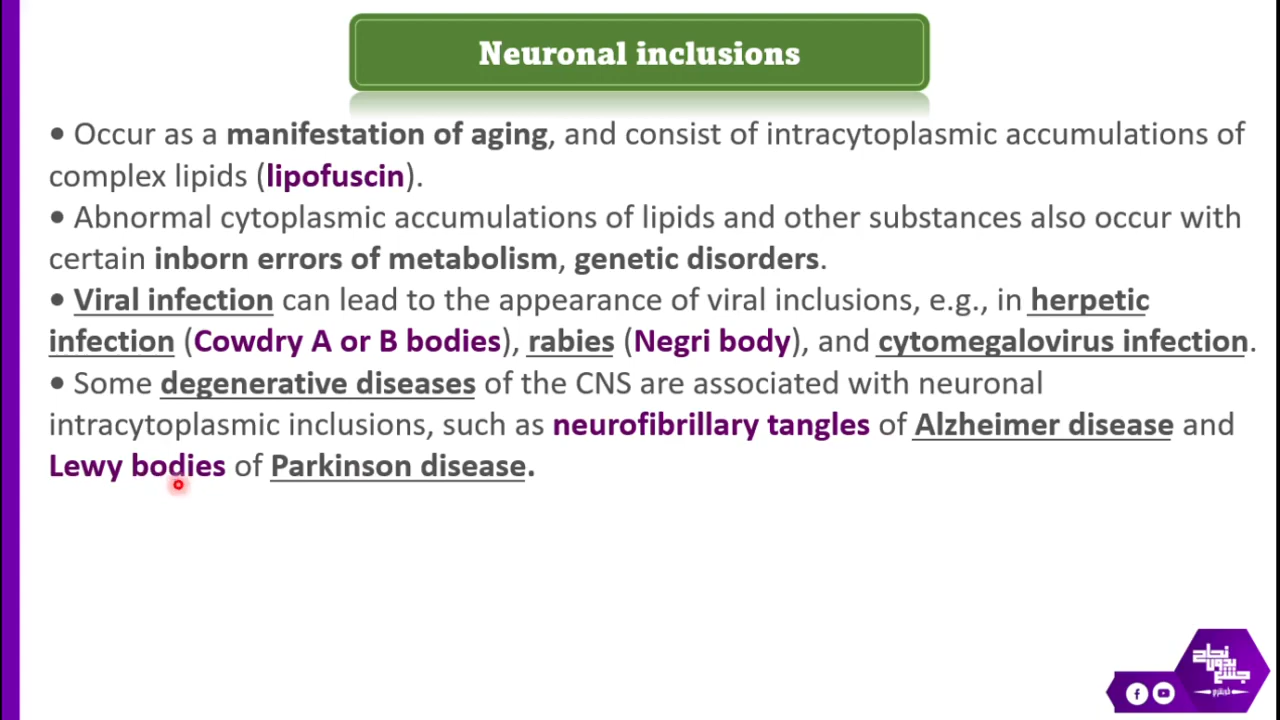 Neuronal inclusions
• Occur as a manifestation of aging, and consist of intracytoplasmic accumulations of
complex lipids (lipofuscin).
• Abnormal cytoplasmic accumulations of lipids and other substances also occur with
certain inborn errors of metabolism, genetic disorders.
• Viral infection can lead to the appearance of viral inclusions, e.g., in herpetic
infection (Cowdry A or B bodies), rabies (Negri body), and cytomegalovirus infection.
• Some degenerative diseases of the CNS are associated with neuronal
intracytoplasmic inclusions, such as neurofibrillary tangles of Alzheimer disease and
Lewy bodies of Parkinson disease.